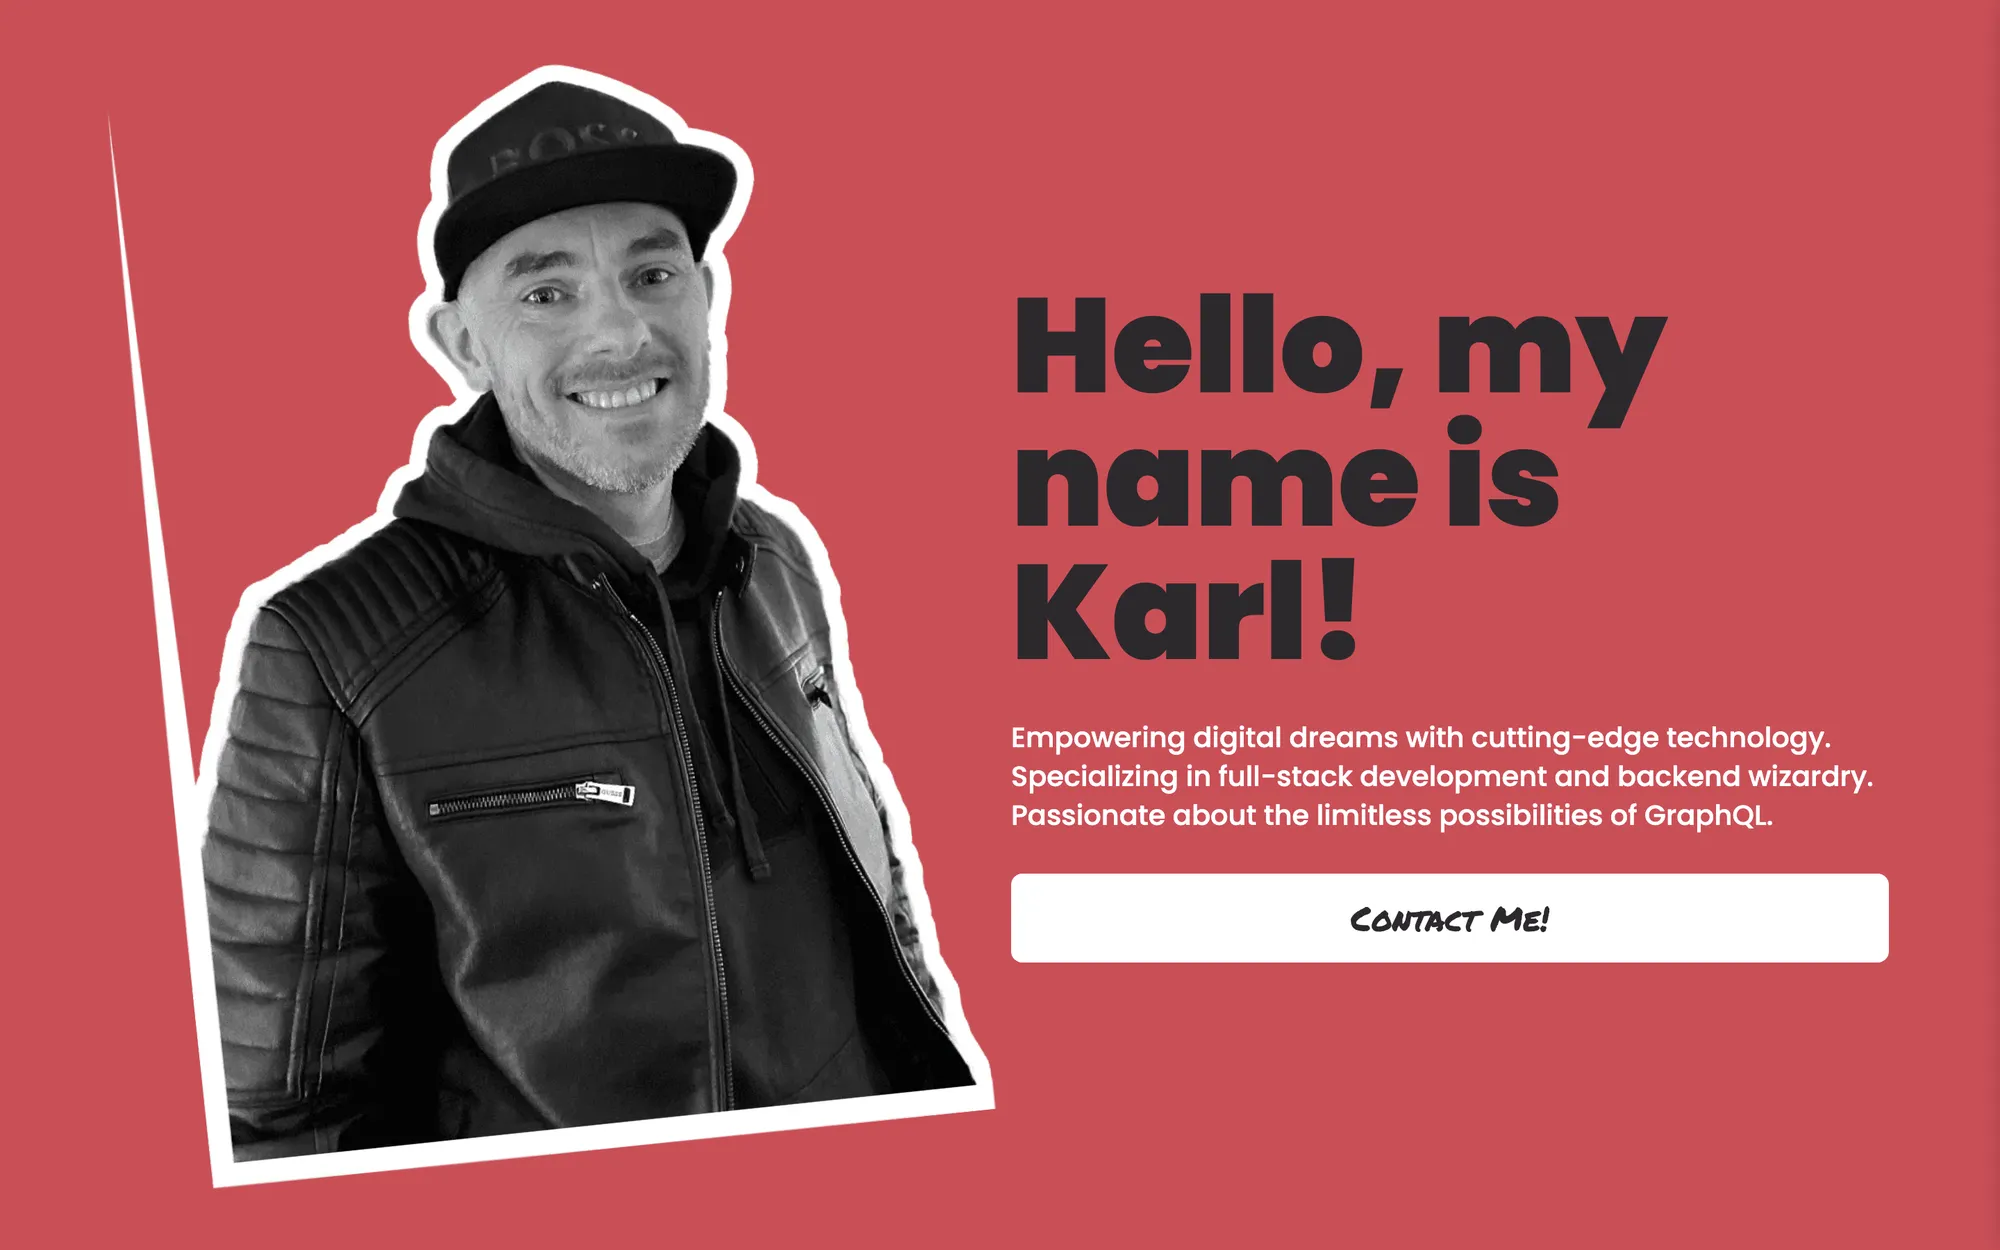 BOSS
Hello, my
name is
Karl!
Empowering digital dreams with cutting-edge technology.
Specializing in full-stack development and backend wizardry.
Passionate about the limitless possibilities of GraphQL.
Contact Me!